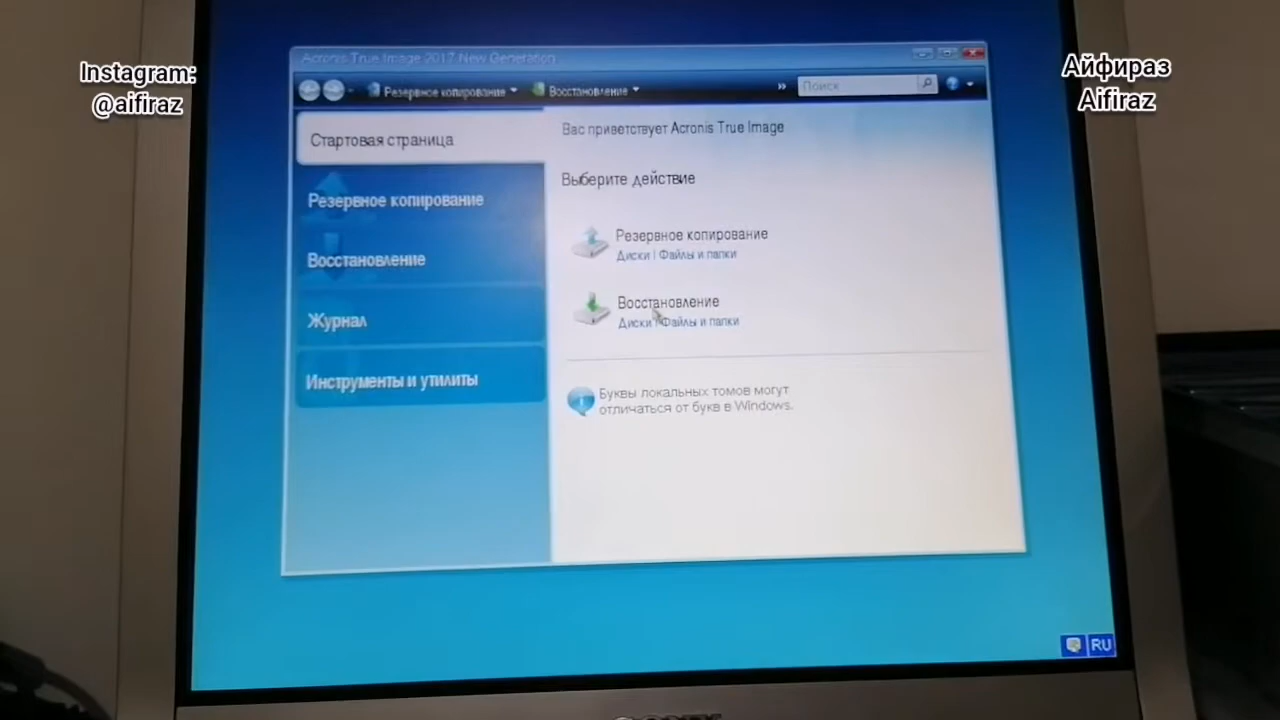 Instagram:
@aifiraz
Айфираз
Aifiraz
Acronis True Image 2017 New Generation
Резервное копирование
Восстановление
»
Поиск
Стартовая страница
Резервное копирование
Восстановление
Журнал
Инструменты и утилиты
Вас приветствует Acronis True Image
Выберите действие
Резервное копирование
Диски | Файлы и папки
Восстановление
Диски | Файлы и папки
Буквы локальных томов могут
отличаться от букв в Windows.
RU